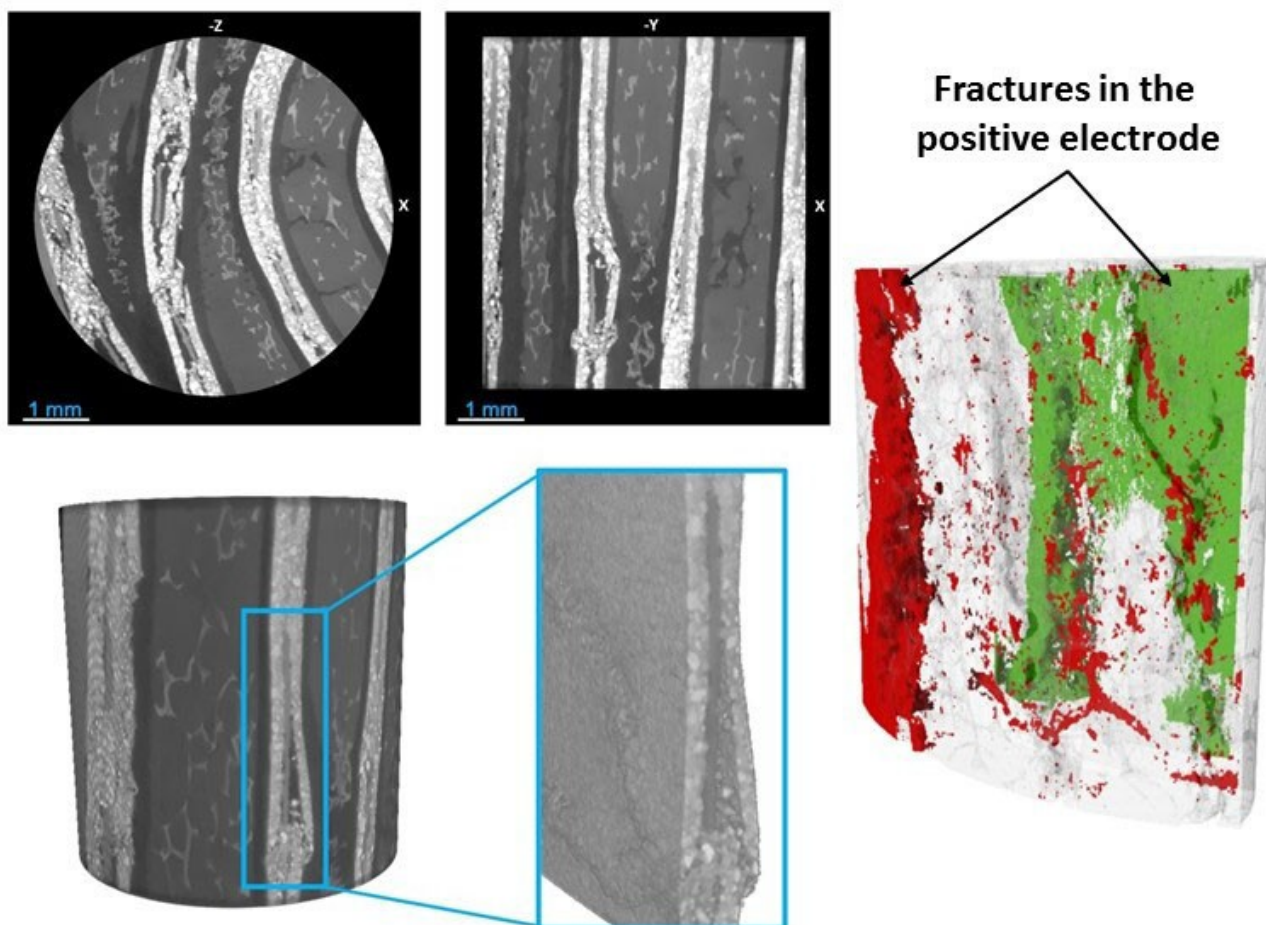 -Z
X
1 mm
-Y
X
1 mm
Fractures in the
positive electrode